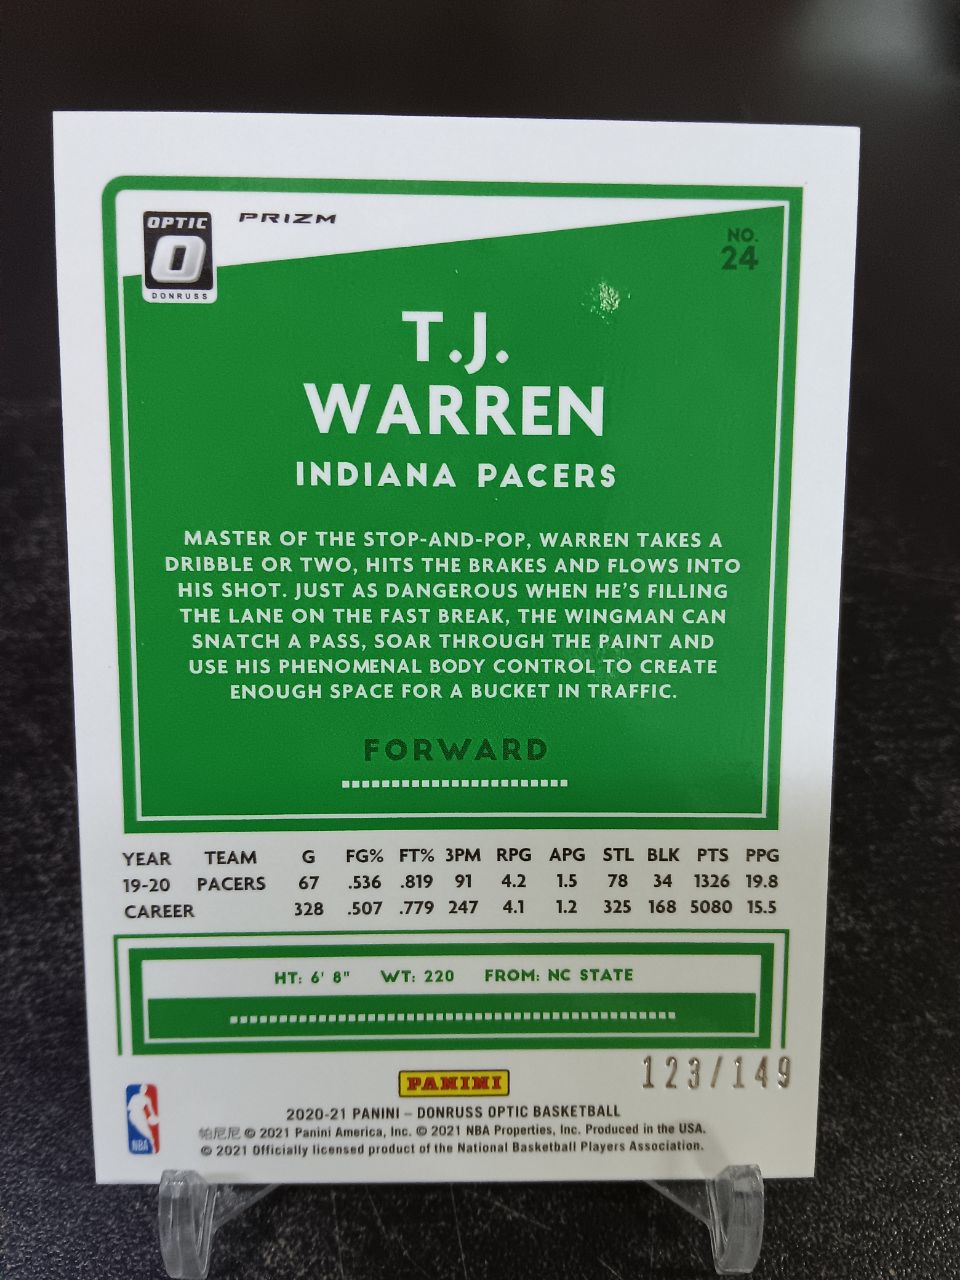 OPTIC
PRIZM
DONRUSS
NO.
24
T.J.
WARREN
INDIANA PACERS
MASTER OF THE STOP-AND-POP, WARREN TAKES A
DRIBBLE OR TWO, HITS THE BRAKES AND FLOWS INTO
HIS SHOT. JUST AS DANGEROUS WHEN HE'S FILLING
THE LANE ON THE FAST BREAK, THE WINGMAN CAN
SNATCH A PASS, SOAR THROUGH THE PAINT AND
USE HIS PHENOMENAL BODY CONTROL TO CREATE
ENOUGH SPACE FOR A BUCKET IN TRAFFIC.
FORWARD
YEAR TEAM G FG% FT% 3PM RPG APG STL BLK PTS PPG
19-20 PACERS 67 .536 .819 91 4.2 1.5 78 34 1326 19.8
CAREER 328 .507 .779 247 4.1 1.2 325 168 5080 15.5
HT: 6' 8" WT: 220 FROM: NC STATE
123/149
PANINI
2020-21 PANINI – DONRUSS OPTIC BASKETBALL
帕尼尼 © 2021 Panini America, Inc. © 2021 NBA Properties, Inc. Produced in the USA.
© 2021 Officially licensed product of the National Basketball Players Association.
NBA